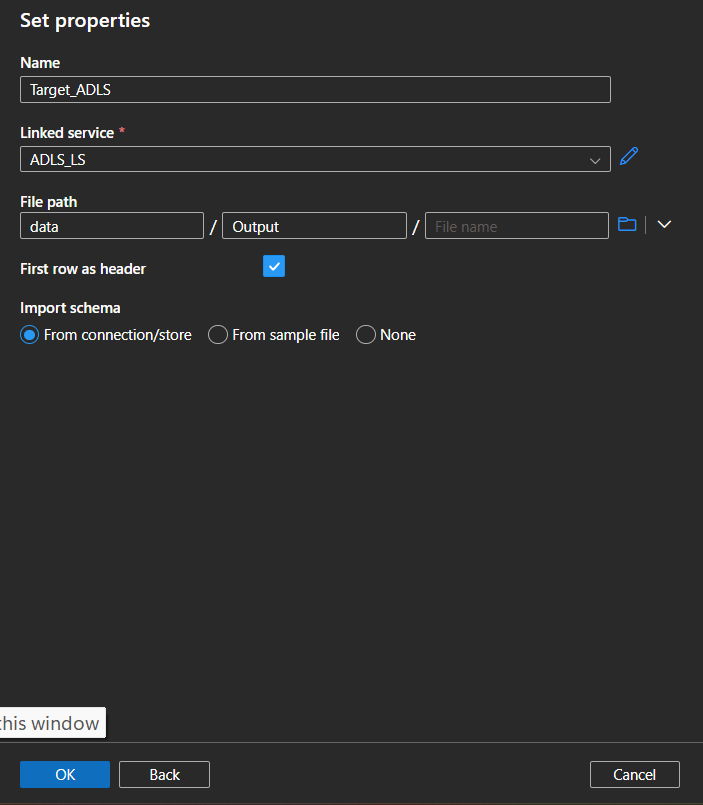 Set properties
Name
Target_ADLS
Linked service *
ADLS_LS
File path
data / Output / File name
First row as header
Import schema
From connection/store From sample file None
this window
OK Back Cancel